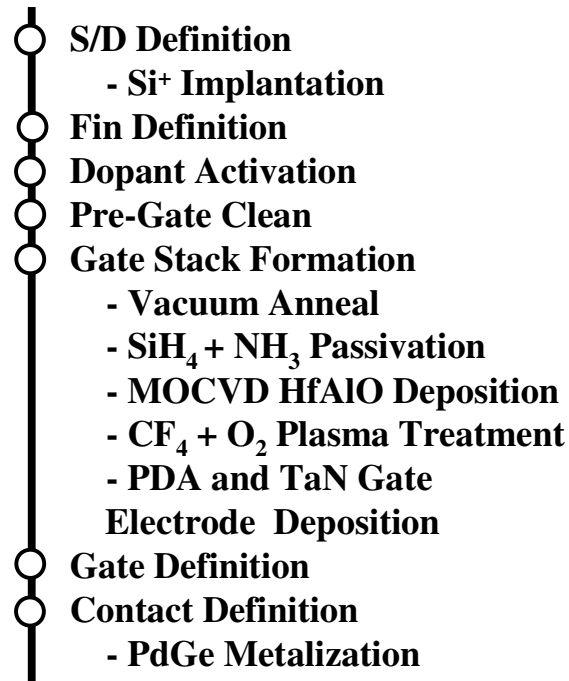 S/D Definition
- Si⁺ Implantation
Fin Definition
Dopant Activation
Pre-Gate Clean
Gate Stack Formation
- Vacuum Anneal
- SiH₄ + NH₃ Passivation
- MOCVD HfAlO Deposition
- CF₄ + O₂ Plasma Treatment
- PDA and TaN Gate
Electrode Deposition
Gate Definition
Contact Definition
- PdGe Metalization